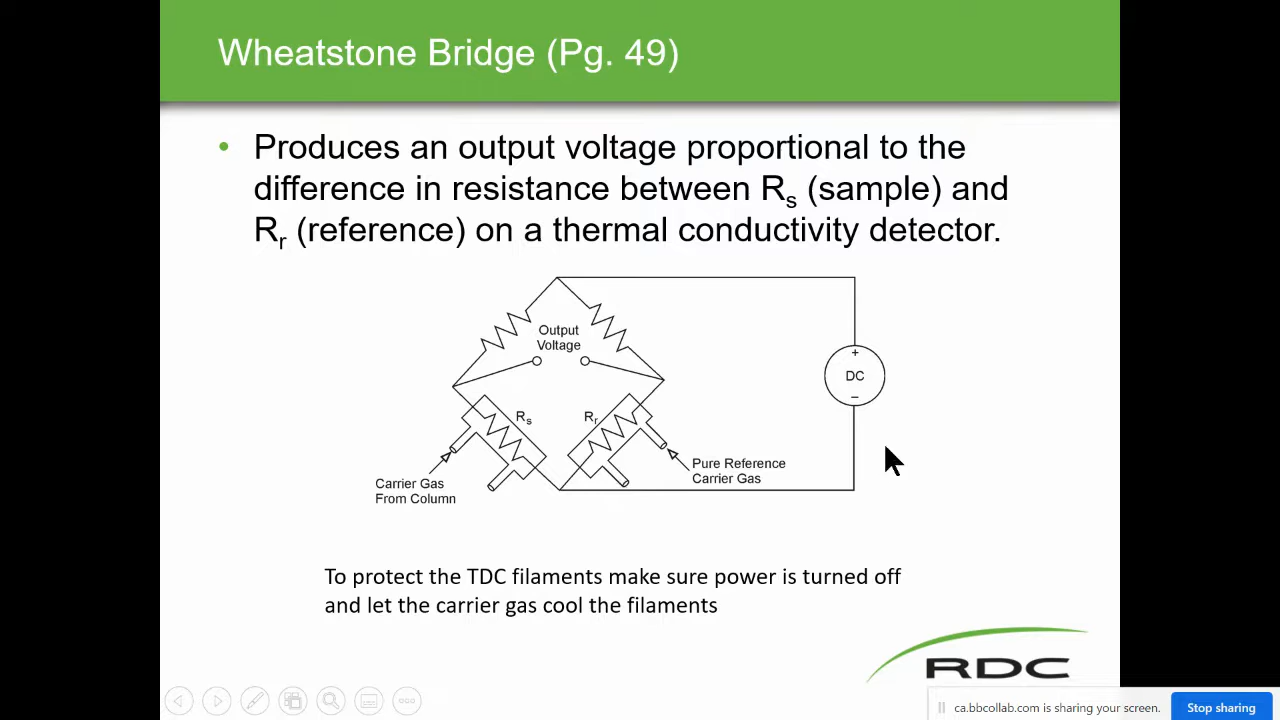 Wheatstone Bridge (Pg. 49)
• Produces an output voltage proportional to the
difference in resistance between Rs (sample) and
Rr (reference) on a thermal conductivity detector.
Output
Voltage
+
DC
–
Rs
Rr
Pure Reference
Carrier Gas
Carrier Gas
From Column
To protect the TDC filaments make sure power is turned off
and let the carrier gas cool the filaments
RDC
ca.bbcollab.com is sharing your screen.
Stop sharing